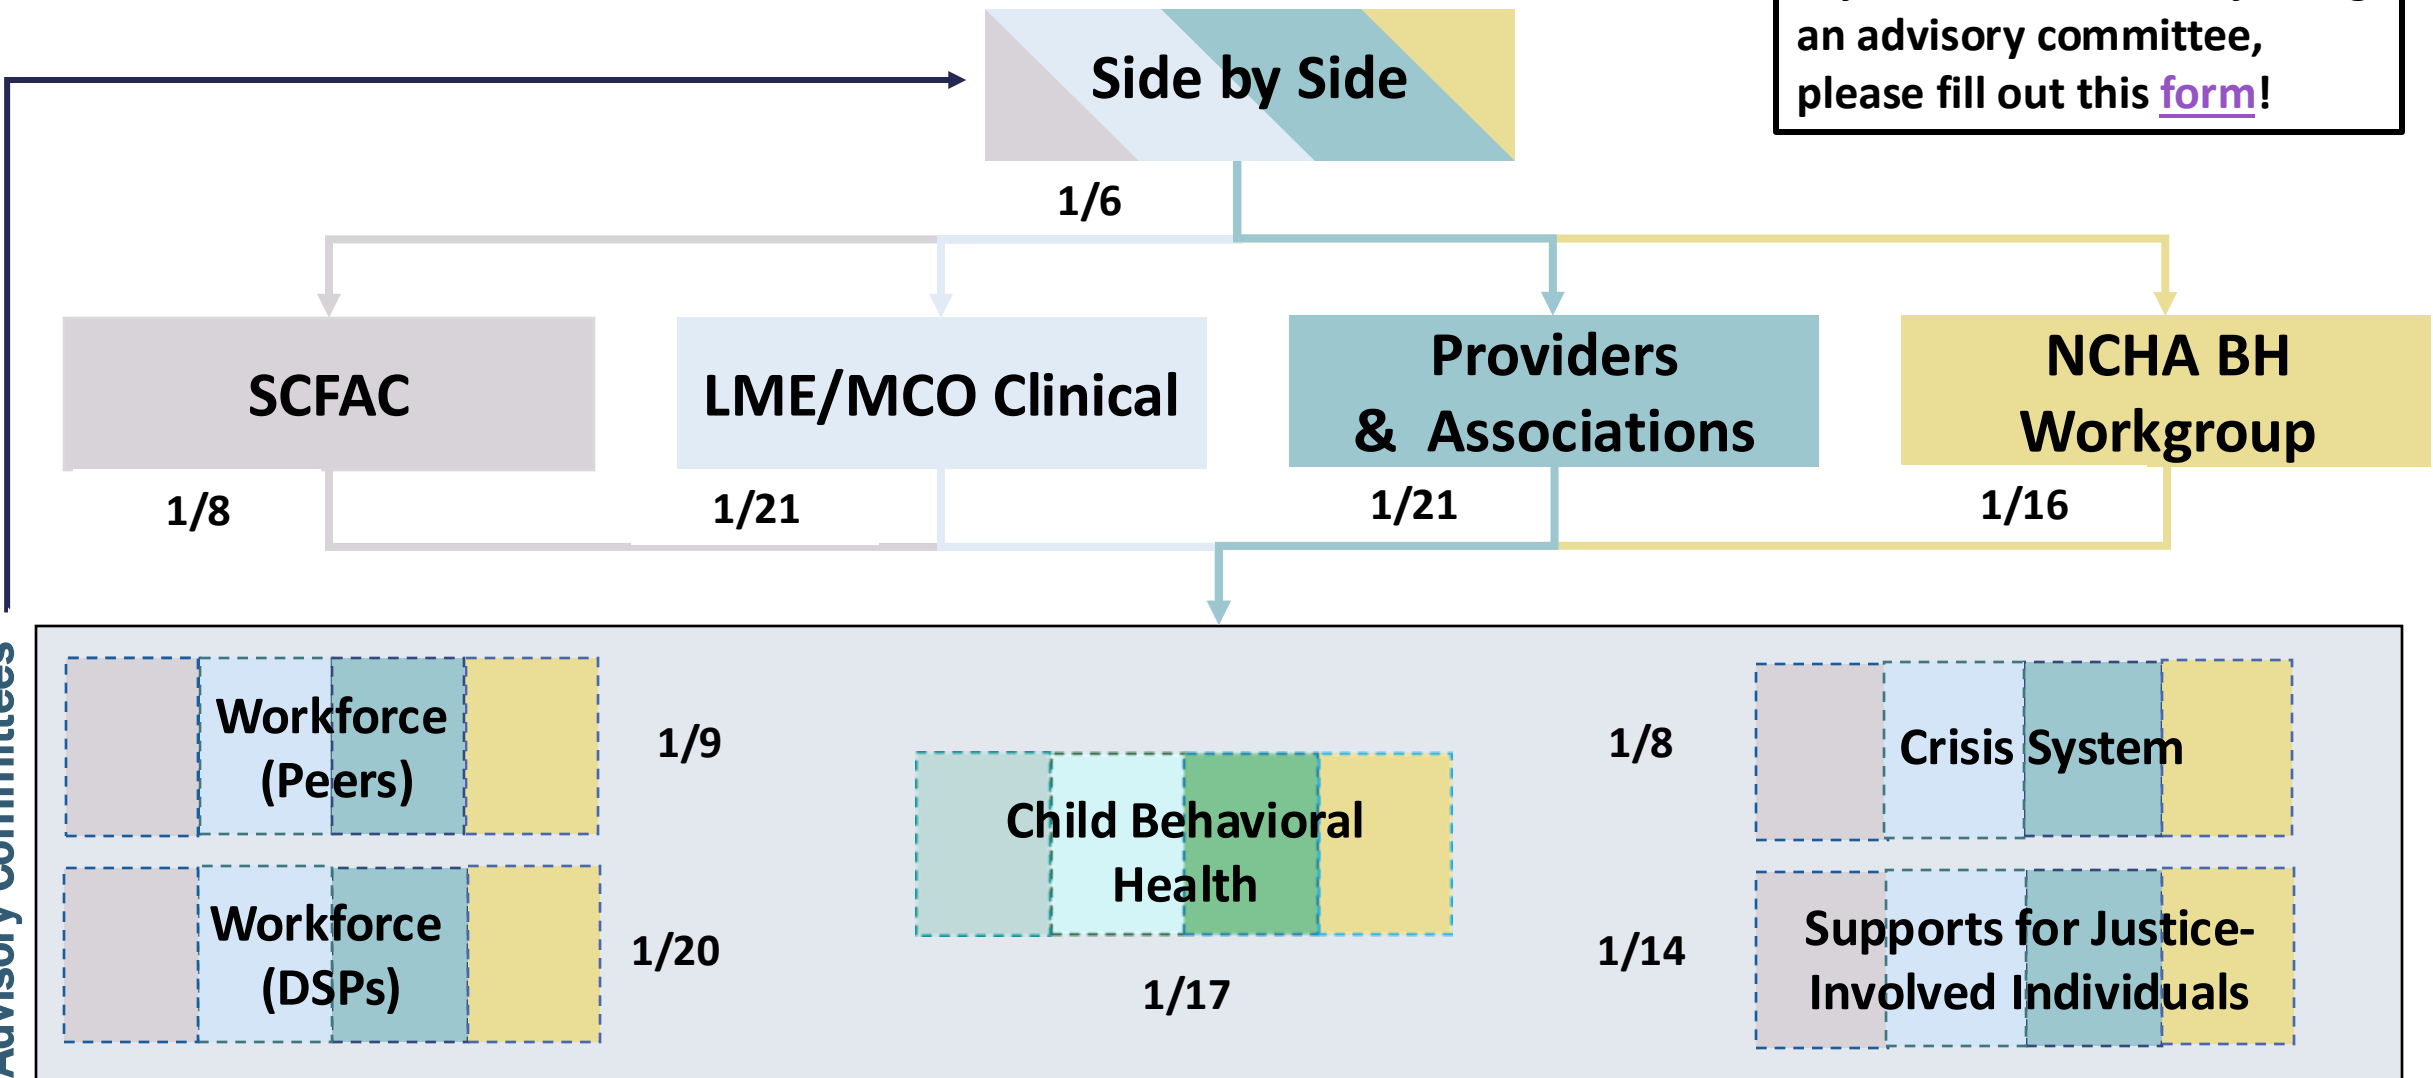 Side by Side
an advisory committee,
please fill out this form!
1/6
SCFAC
LME/MCO Clinical
Providers
& Associations
NCHA BH
Workgroup
1/8
1/21
1/21
1/16
Advisory Committees
Workforce
(Peers)
1/9
Workforce
(DSPs)
1/20
Child Behavioral
Health
1/17
1/8
Crisis System
1/14
Supports for Justice-
Involved Individuals